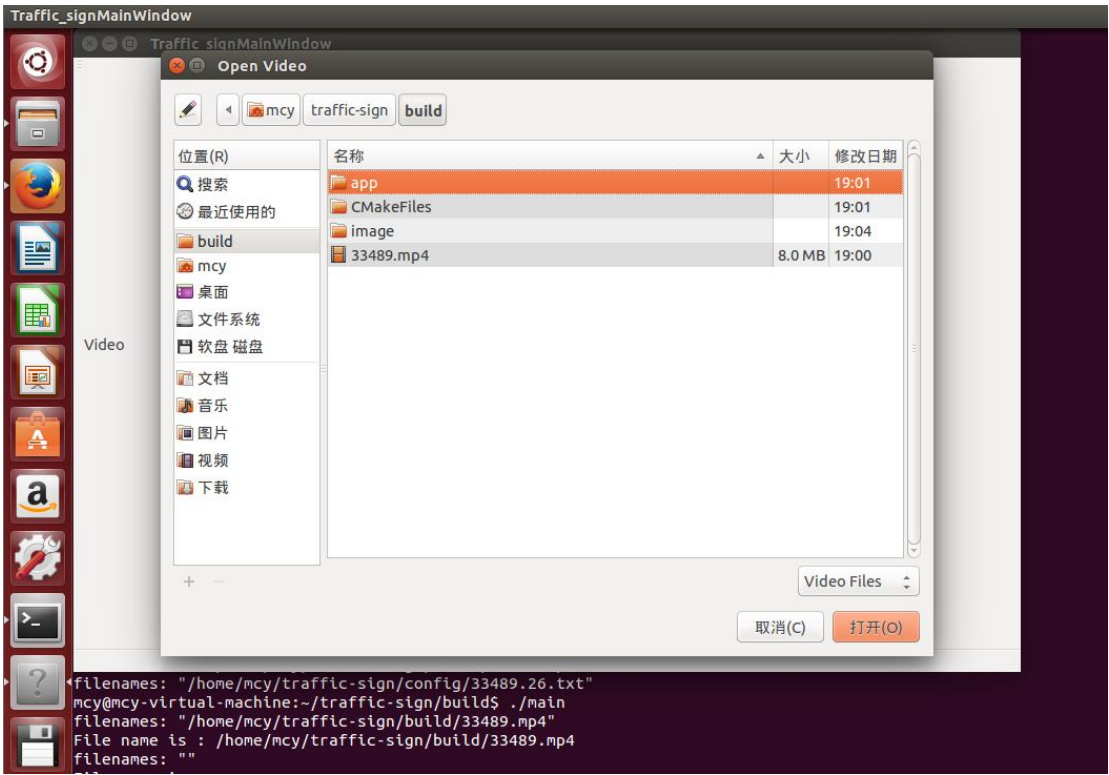 Traffic_signMainWindow
Traffic_signMainWindow
Open Video
mcy traffic-sign build
位置(R) 名称 大小 修改日期
搜索 app 19:01
最近使用的 CMakeFiles 19:01
build image 19:04
mcy 33489.mp4 8.0 MB 19:00
桌面
文件系统
软盘 磁盘
Video
文档
音乐
图片
视频
下载
Video Files
取消(C) 打开(O)
filenames: "/home/mcy/traffic-sign/config/33489.26.txt"
mcy@mcy-virtual-machine:~/traffic-sign/build$ ./main
filenames: "/home/mcy/traffic-sign/build/33489.mp4"
File name is : /home/mcy/traffic-sign/build/33489.mp4
filenames: ""